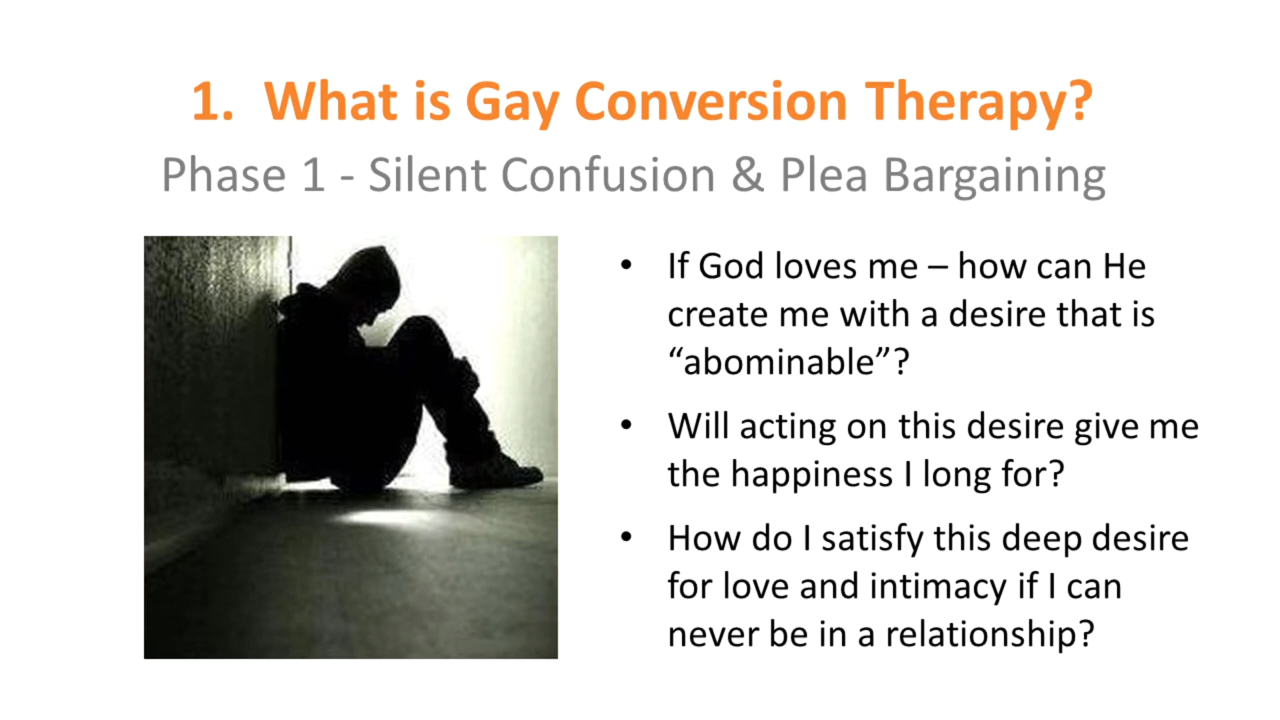 1. What is Gay Conversion Therapy?
Phase 1 - Silent Confusion & Plea Bargaining
• If God loves me – how can He
create me with a desire that is
“abominable”?
• Will acting on this desire give me
the happiness I long for?
• How do I satisfy this deep desire
for love and intimacy if I can
never be in a relationship?